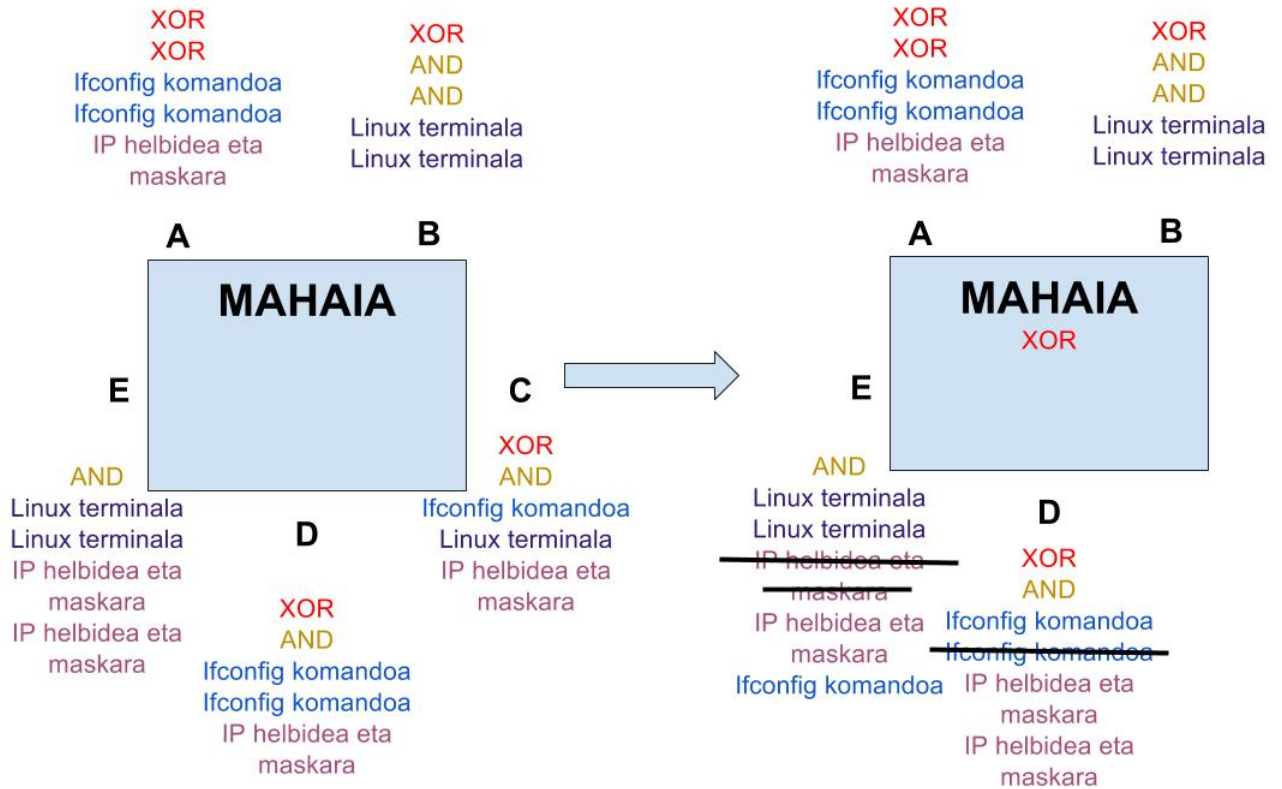 XOR
XOR
Ifconfig komandoa
Ifconfig komandoa
IP helbidea eta
maskara
XOR
AND
AND
Linux terminala
Linux terminala
A
B
MAHAIA
E
C
AND
Linux terminala
Linux terminala
IP helbidea eta
maskara
IP helbidea eta
maskara
D
XOR
AND
Ifconfig komandoa
Ifconfig komandoa
IP helbidea eta
maskara
XOR
AND
Ifconfig komandoa
Linux terminala
IP helbidea eta
maskara
XOR
XOR
Ifconfig komandoa
Ifconfig komandoa
IP helbidea eta
maskara
XOR
AND
AND
Linux terminala
Linux terminala
A
B
MAHAIA
XOR
E
AND
Linux terminala
Linux terminala
IP helbidea eta
maskara
IP helbidea eta
maskara
Ifconfig komandoa
D
XOR
AND
Ifconfig komandoa
Ifconfig komandoa
IP helbidea eta
maskara
IP helbidea eta
maskara